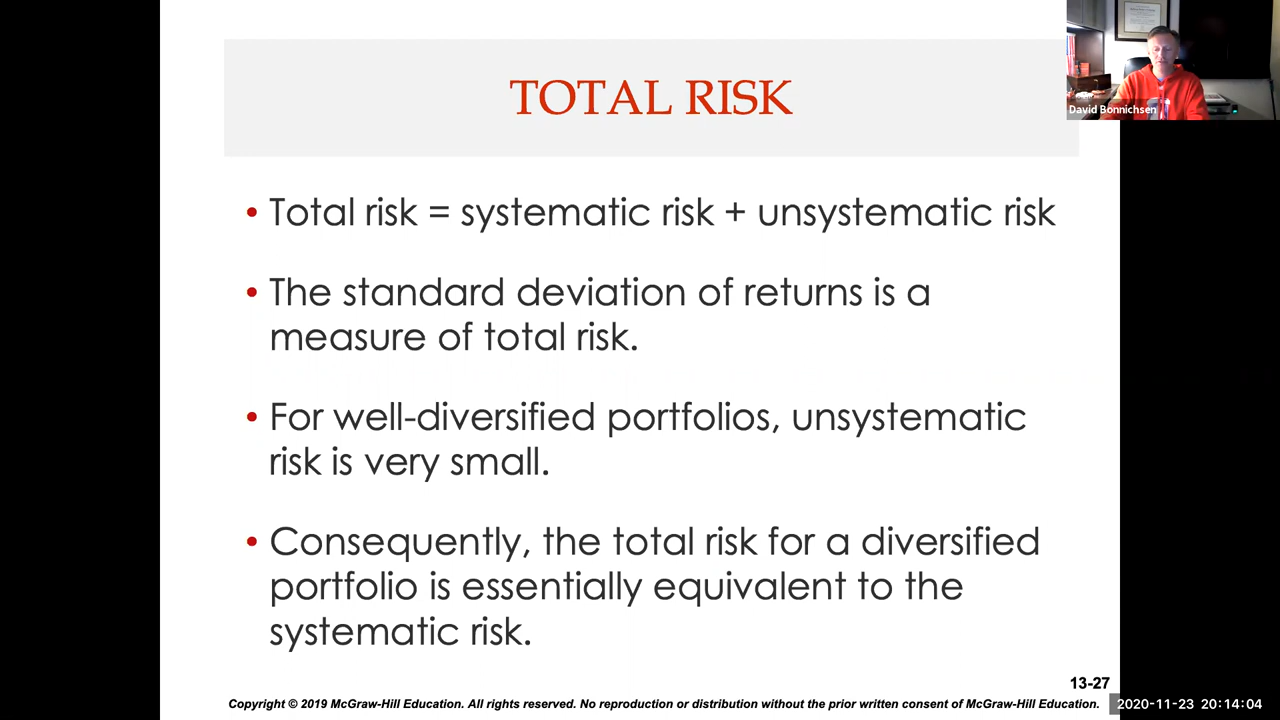 TOTAL RISK
David Bonnichsen
• Total risk = systematic risk + unsystematic risk
• The standard deviation of returns is a
measure of total risk.
• For well-diversified portfolios, unsystematic
risk is very small.
• Consequently, the total risk for a diversified
portfolio is essentially equivalent to the
systematic risk.
13-27
Copyright © 2019 McGraw-Hill Education. All rights reserved. No reproduction or distribution without the prior written consent of McGraw-Hill Education.
2020-11-23 20:14:04